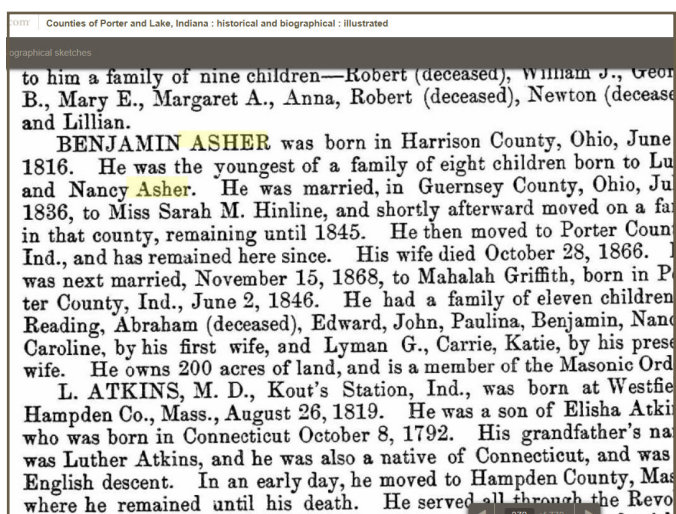 com Counties of Porter and Lake, Indiana : historical and biographical : illustrated
ographical sketches
to him a family of nine children—Robert (deceased), William J., Geor
B., Mary E., Margaret A., Anna, Robert (deceased), Newton (decease
and Lillian.
BENJAMIN ASHER was born in Harrison County, Ohio, June
1816. He was the youngest of a family of eight children born to Lu
and Nancy Asher. He was married, in Guernsey County, Ohio, Ju
1836, to Miss Sarah M. Hinline, and shortly afterward moved on a fa
in that county, remaining until 1845. He then moved to Porter Coun
Ind., and has remained here since. His wife died October 28, 1866.
was next married, November 15, 1868, to Mahalah Griffith, born in P
ter County, Ind., June 2, 1846. He had a family of eleven children
Reading, Abraham (deceased), Edward, John, Paulina, Benjamin, Nanc
Caroline, by his first wife, and Lyman G., Carrie, Katie, by his prese
wife. He owns 200 acres of land, and is a member of the Masonic Ord
L. ATKINS, M. D., Kout's Station, Ind., was born at Westfie
Hampden Co., Mass., August 26, 1819. He was a son of Elisha Atki
who was born in Connecticut October 8, 1792. His grandfather's na
was Luther Atkins, and he was also a native of Connecticut, and was
English descent. In an early day, he moved to Hampden County, Mas
where he remained until his death. He served all through the Revo